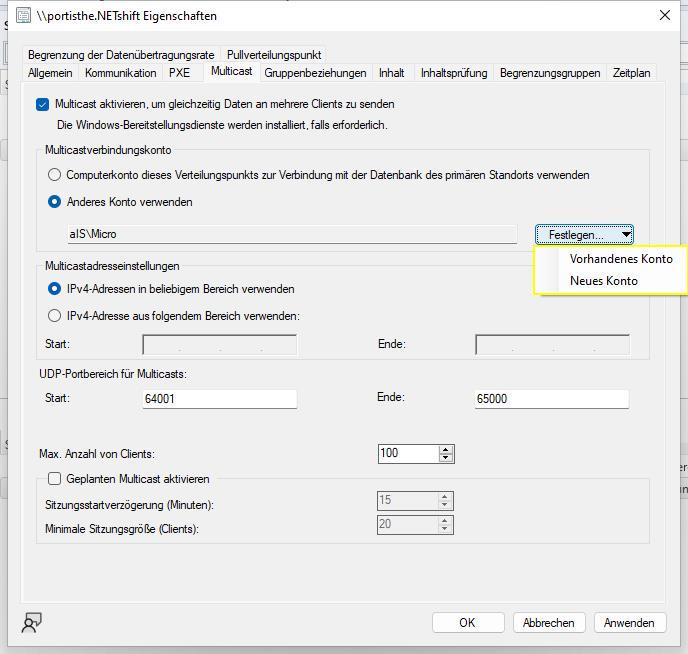 \\portisthe.NETshift Eigenschaften
Begrenzung der Datenübertragungsrate Pullverteilungspunkt
Allgemein Kommunikation PXE Multicast Gruppenbeziehungen Inhalt Inhaltsprüfung Begrenzungsgruppen Zeitplan
Multicast aktivieren, um gleichzeitig Daten an mehrere Clients zu senden
Die Windows-Bereitstellungsdienste werden installiert, falls erforderlich.
Multicastverbindungskonto
Computerkonto dieses Verteilungspunkts zur Verbindung mit der Datenbank des primären Standorts verwenden
Anderes Konto verwenden
aIS\Micro Festlegen...
Vorhandenes Konto
Neues Konto
Multicastadresseinstellungen
IPv4-Adressen in beliebigem Bereich verwenden
IPv4-Adresse aus folgendem Bereich verwenden:
Start: . . . Ende: . . .
UDP-Portbereich für Multicasts:
Start: 64001 Ende: 65000
Max. Anzahl von Clients: 100
Geplanten Multicast aktivieren
Sitzungsstartverzögerung (Minuten): 15
Minimale Sitzungsgröße (Clients): 20
OK Abbrechen Anwenden